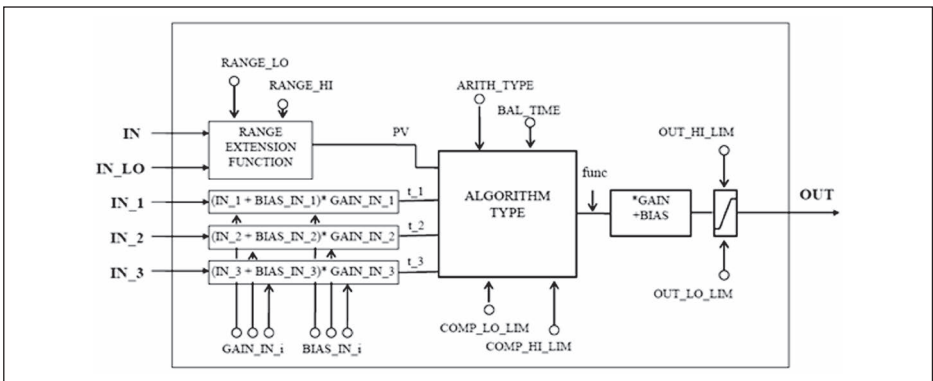 RANGE_LO
RANGE_HI
ARITH_TYPE
BAL_TIME
OUT_HI_LIM
IN
RANGE
EXTENSION
FUNCTION
PV
IN_LO
func
IN_1
(IN_1 + BIAS_IN_1)* GAIN_IN_1
t_1
ALGORITHM
TYPE
*GAIN
+BIAS
OUT
IN_2
(IN_2 + BIAS_IN_2)* GAIN_IN_2
t_2
IN_3
(IN_3 + BIAS_IN_3)* GAIN_IN_3
t_3
OUT_LO_LIM
COMP_LO_LIM
COMP_HI_LIM
GAIN_IN_i
BIAS_IN_i